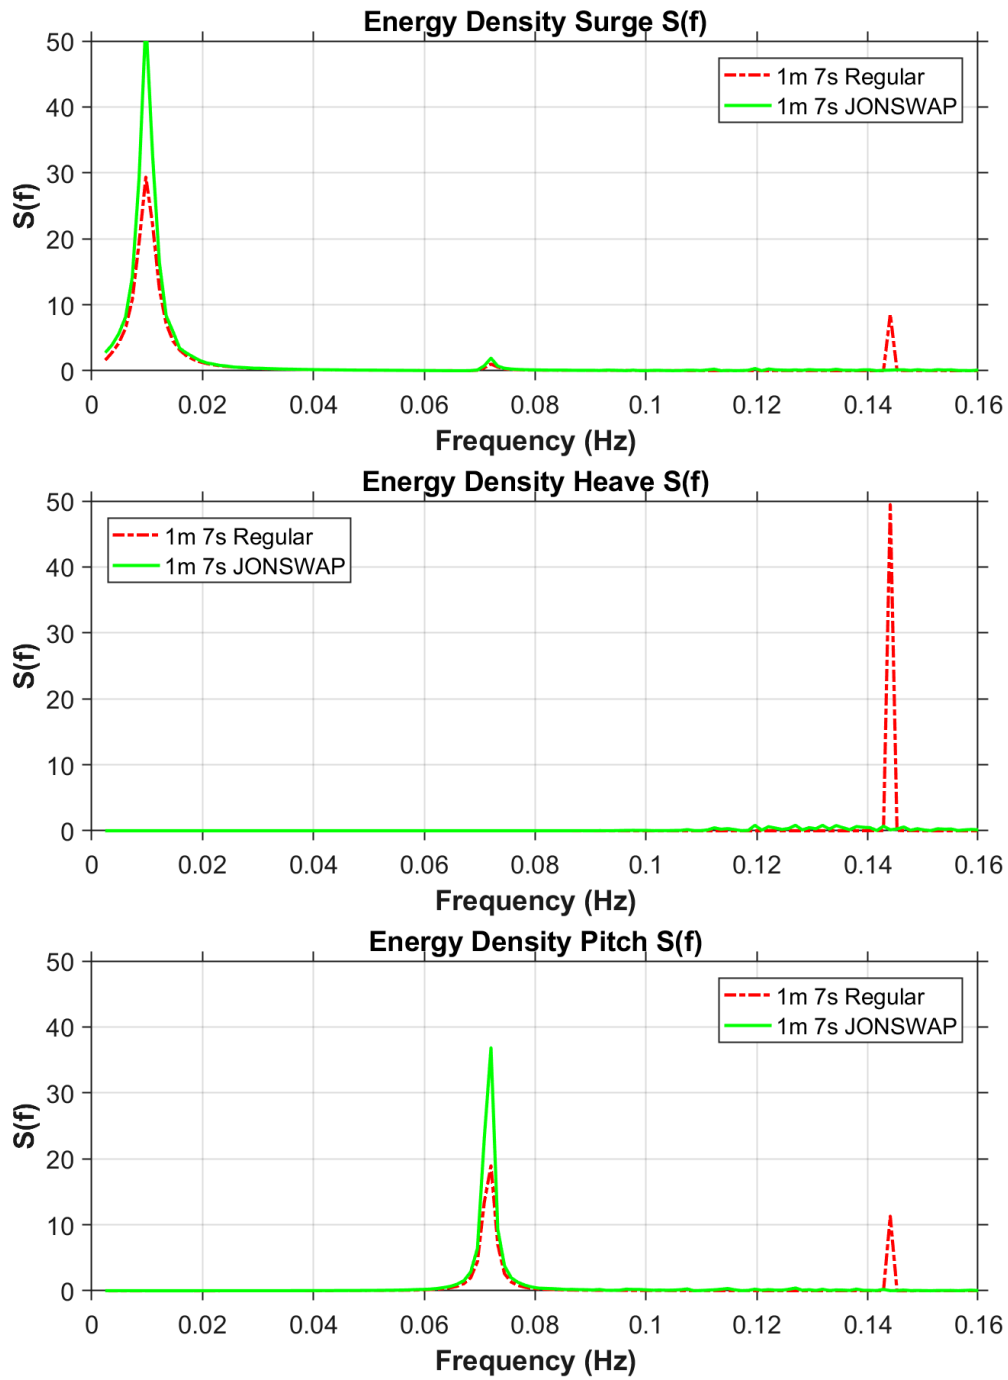 Energy Density Surge S(f)
50
40
30
20
10
0
S(f)
1m 7s Regular
1m 7s JONSWAP
0 0.02 0.04 0.06 0.08 0.1 0.12 0.14 0.16
Frequency (Hz)
Energy Density Heave S(f)
50
40
30
20
10
0
S(f)
1m 7s Regular
1m 7s JONSWAP
0 0.02 0.04 0.06 0.08 0.1 0.12 0.14 0.16
Frequency (Hz)
Energy Density Pitch S(f)
50
40
30
20
10
0
S(f)
1m 7s Regular
1m 7s JONSWAP
0 0.02 0.04 0.06 0.08 0.1 0.12 0.14 0.16
Frequency (Hz)